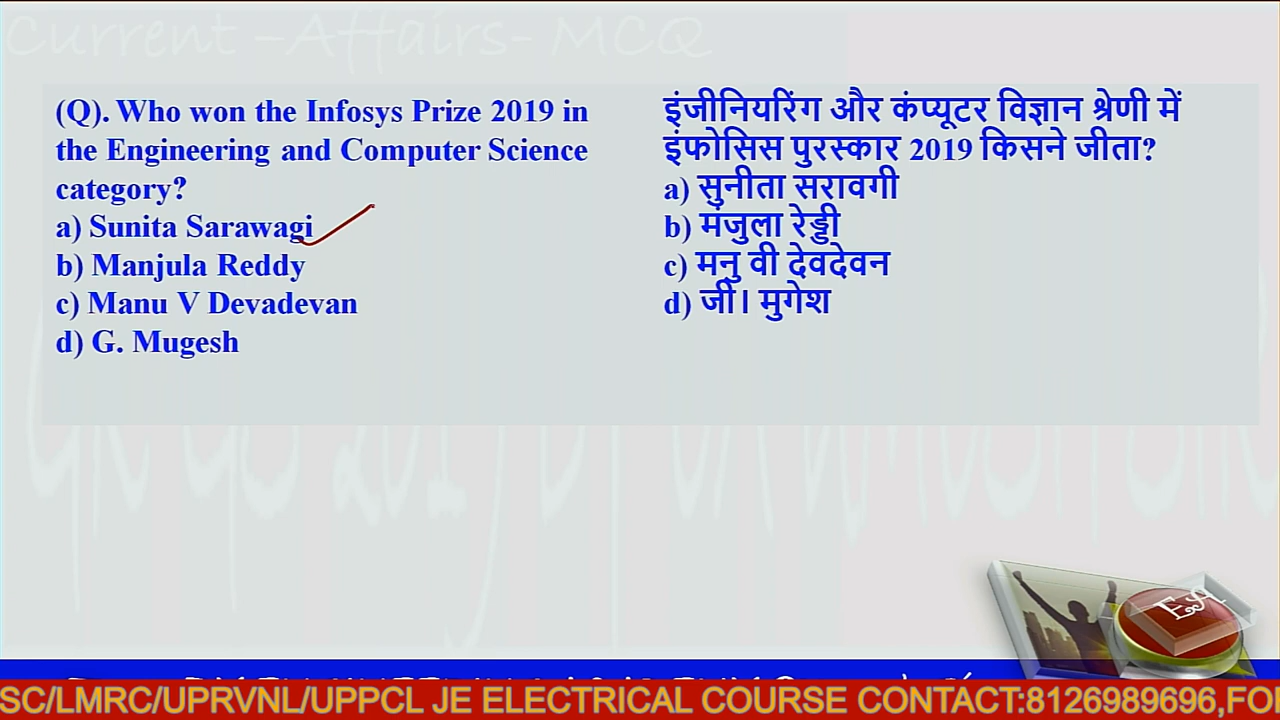 Current -Affairs- MCQ
(Q). Who won the Infosys Prize 2019 in
the Engineering and Computer Science
category?
a) Sunita Sarawagi
b) Manjula Reddy
c) Manu V Devadevan
d) G. Mugesh
इंजीनियरिंग और कंप्यूटर विज्ञान श्रेणी में
इंफोसिस पुरस्कार 2019 किसने जीता?
a) सुनीता सरावगी
b) मंजुला रेड्डी
c) मनु वी देवदेवन
d) जी। मुगेश
EA
SC/LMRC/UPRVNL/UPPCL JE ELECTRICAL COURSE CONTACT:8126989696,FO